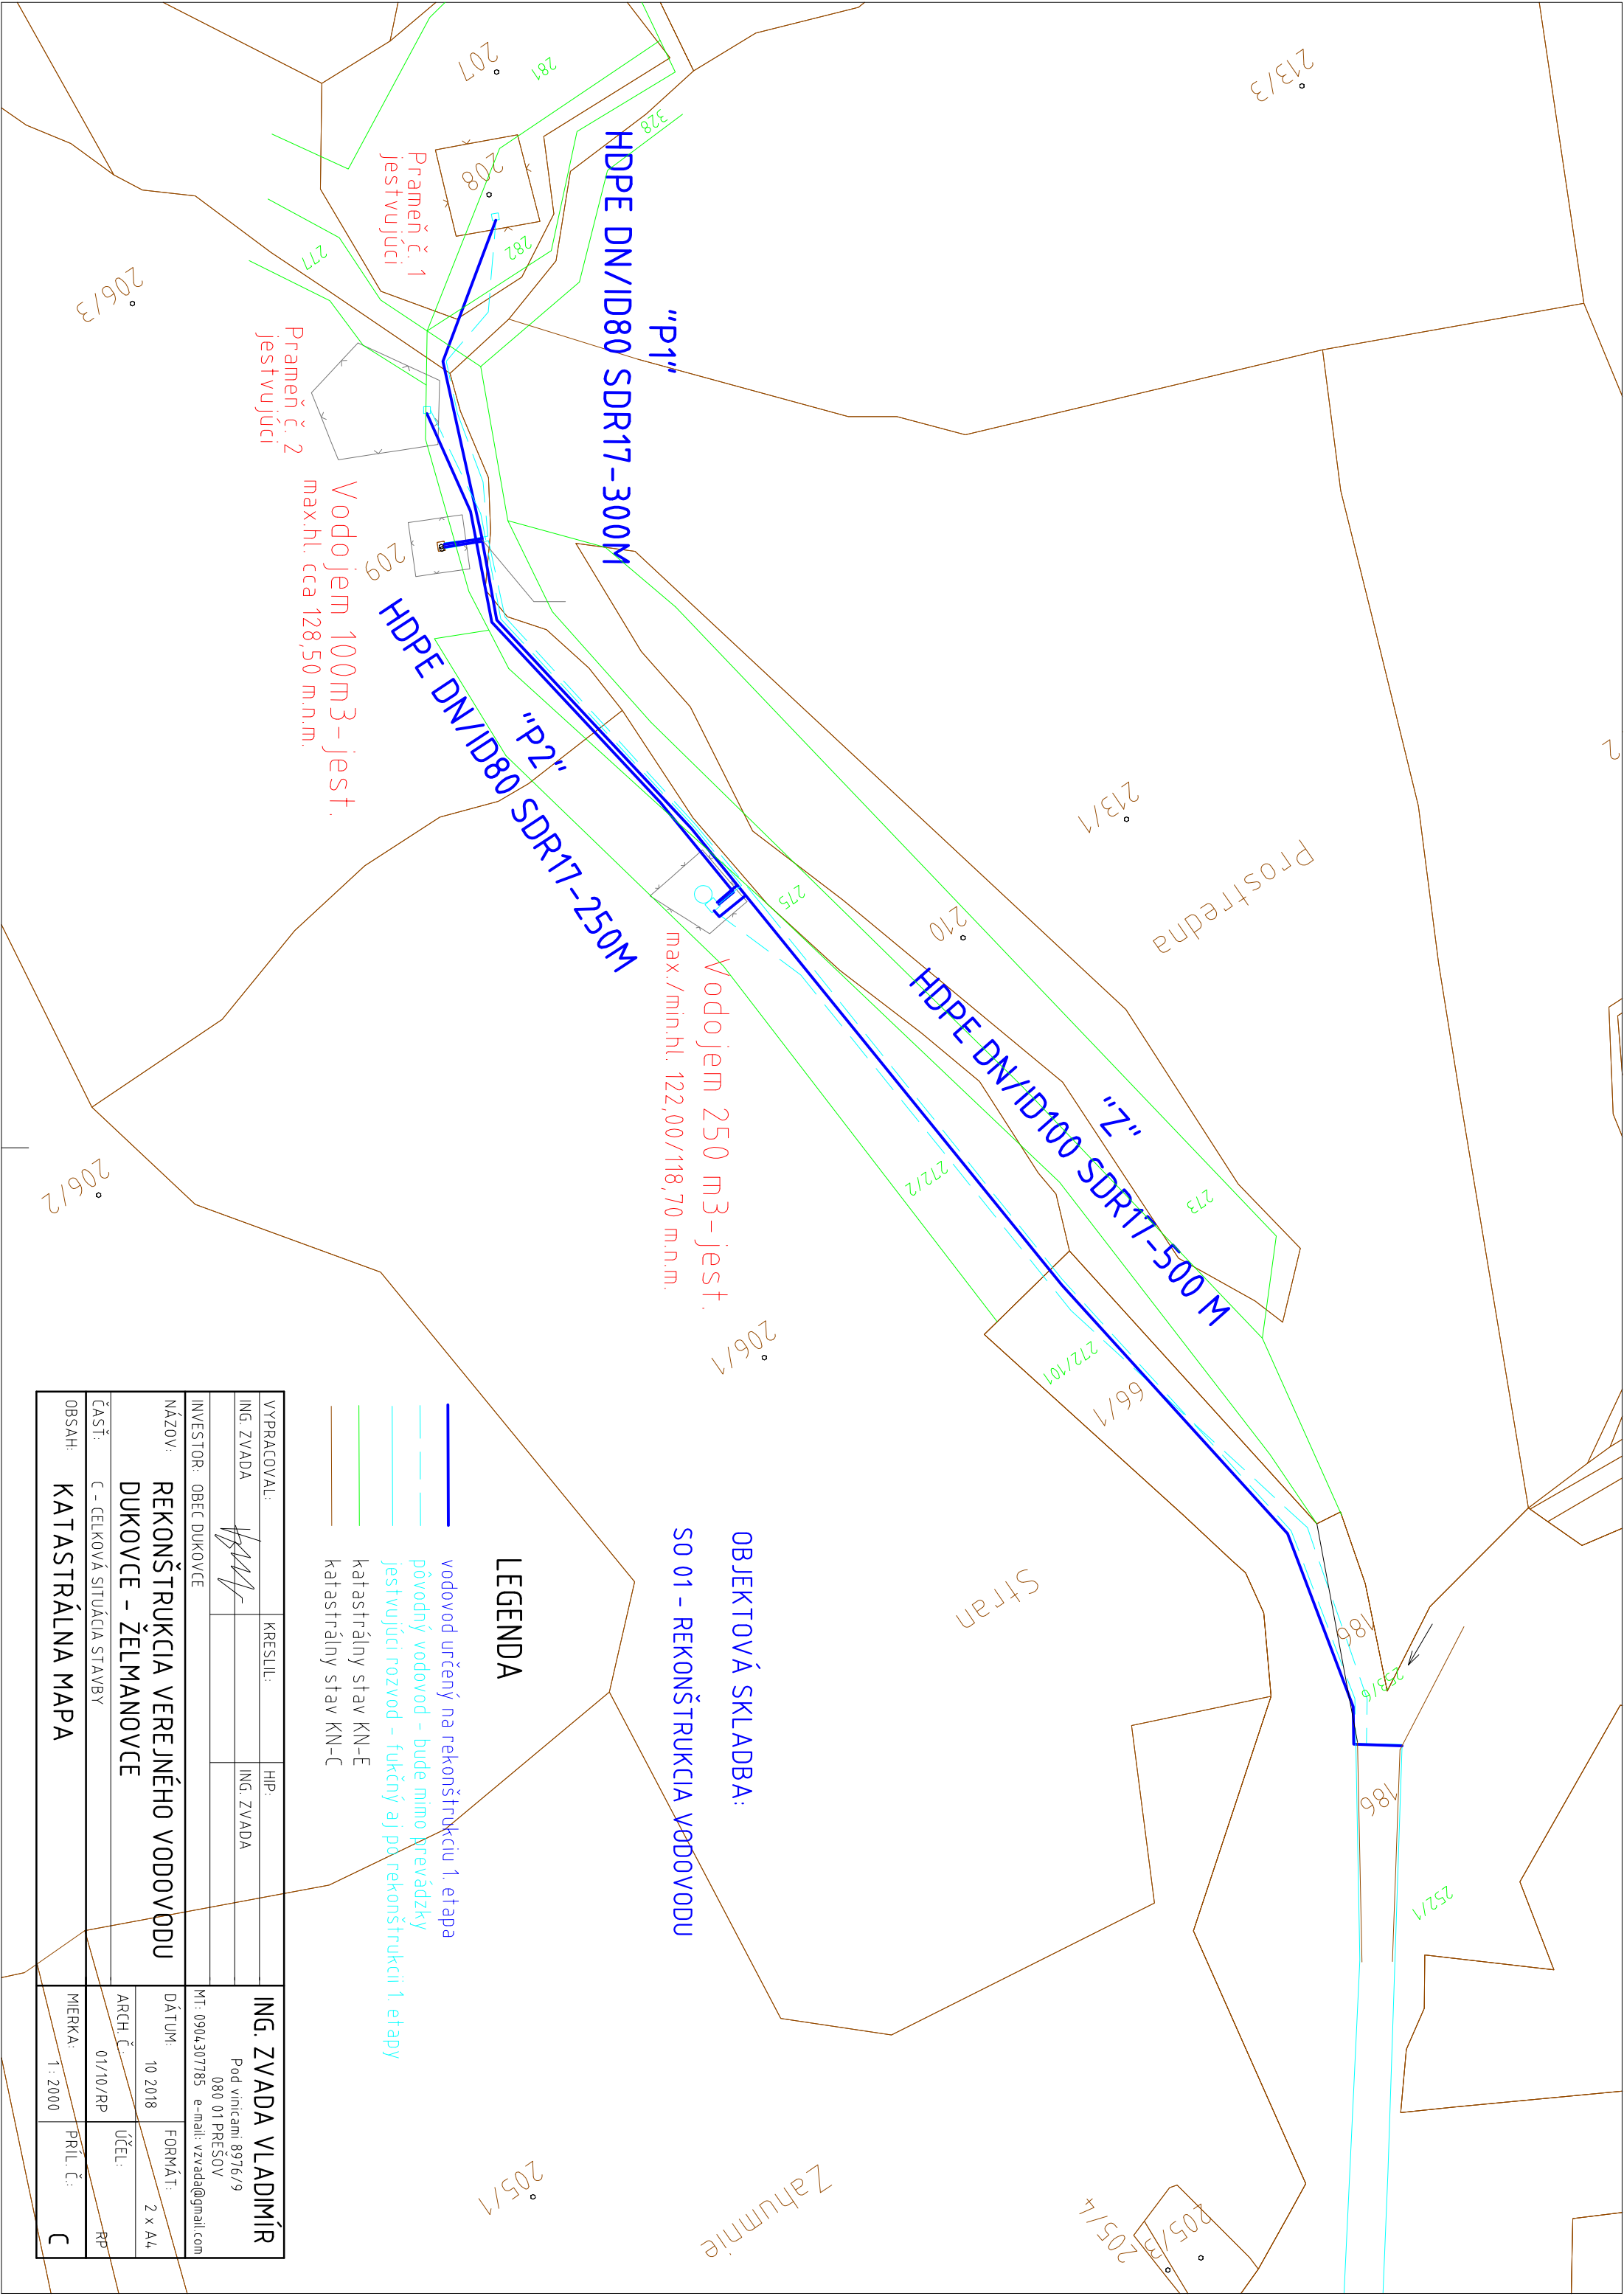 "P1"
HDPE DN/ID80 SDR17-300M
"P2"
HDPE DN/ID80 SDR17-250M
"Z"
HDPE DN/ID100 SDR17-500 M
Prameň č. 1
jestvujúci
Prameň č. 2
jestvujúci
Vodojem 100m3-jest.
max.hl. cca 128,50 m.n.m.
Vodojem 250 m3-jest.
max./min.hl. 122,00/118,70 m.n.m.
207
208
209
210
213/3
213/1
2
206/3
206/2
206/1
66/1
186
186
205/1
205/4
205/3
Prostredna
Stran
Zahumnie
281
328
282
277
275
273
272/2
272/101
253/6
252/1
OBJEKTOVÁ SKLADBA:
SO 01 - REKONŠTRUKCIA VODOVODU
LEGENDA
vodovod určený na rekonštrukciu 1. etapa
pôvodný vodovod - bude mimo prevádzky
jestvujúci rozvod - fukčný aj po rekonštrukcii 1. etapy
katastrálny stav KN-E
katastrálny stav KN-C
VYPRACOVAL:
KRESLIL:
HIP:
ING. ZVADA
ING. ZVADA
INVESTOR: OBEC DUKOVCE
NÁZOV: REKONŠTRUKCIA VEREJNÉHO VODOVODU
DUKOVCE - ŽELMANOVCE
ČASŤ: C - CELKOVÁ SITUÁCIA STAVBY
OBSAH: KATASTRÁLNA MAPA
ING. ZVADA VLADIMÍR
Pod vinicami 8976/9
080 01 PREŠOV
MT: 0904307785 e-mail: vzvada@gmail.com
DÁTUM: 10 2018
FORMÁT: 2 x A4
ARCH. Č.: 01/10/RP
ÚČEL: RP
MIERKA: 1 : 2000
PRÍL. Č.: C